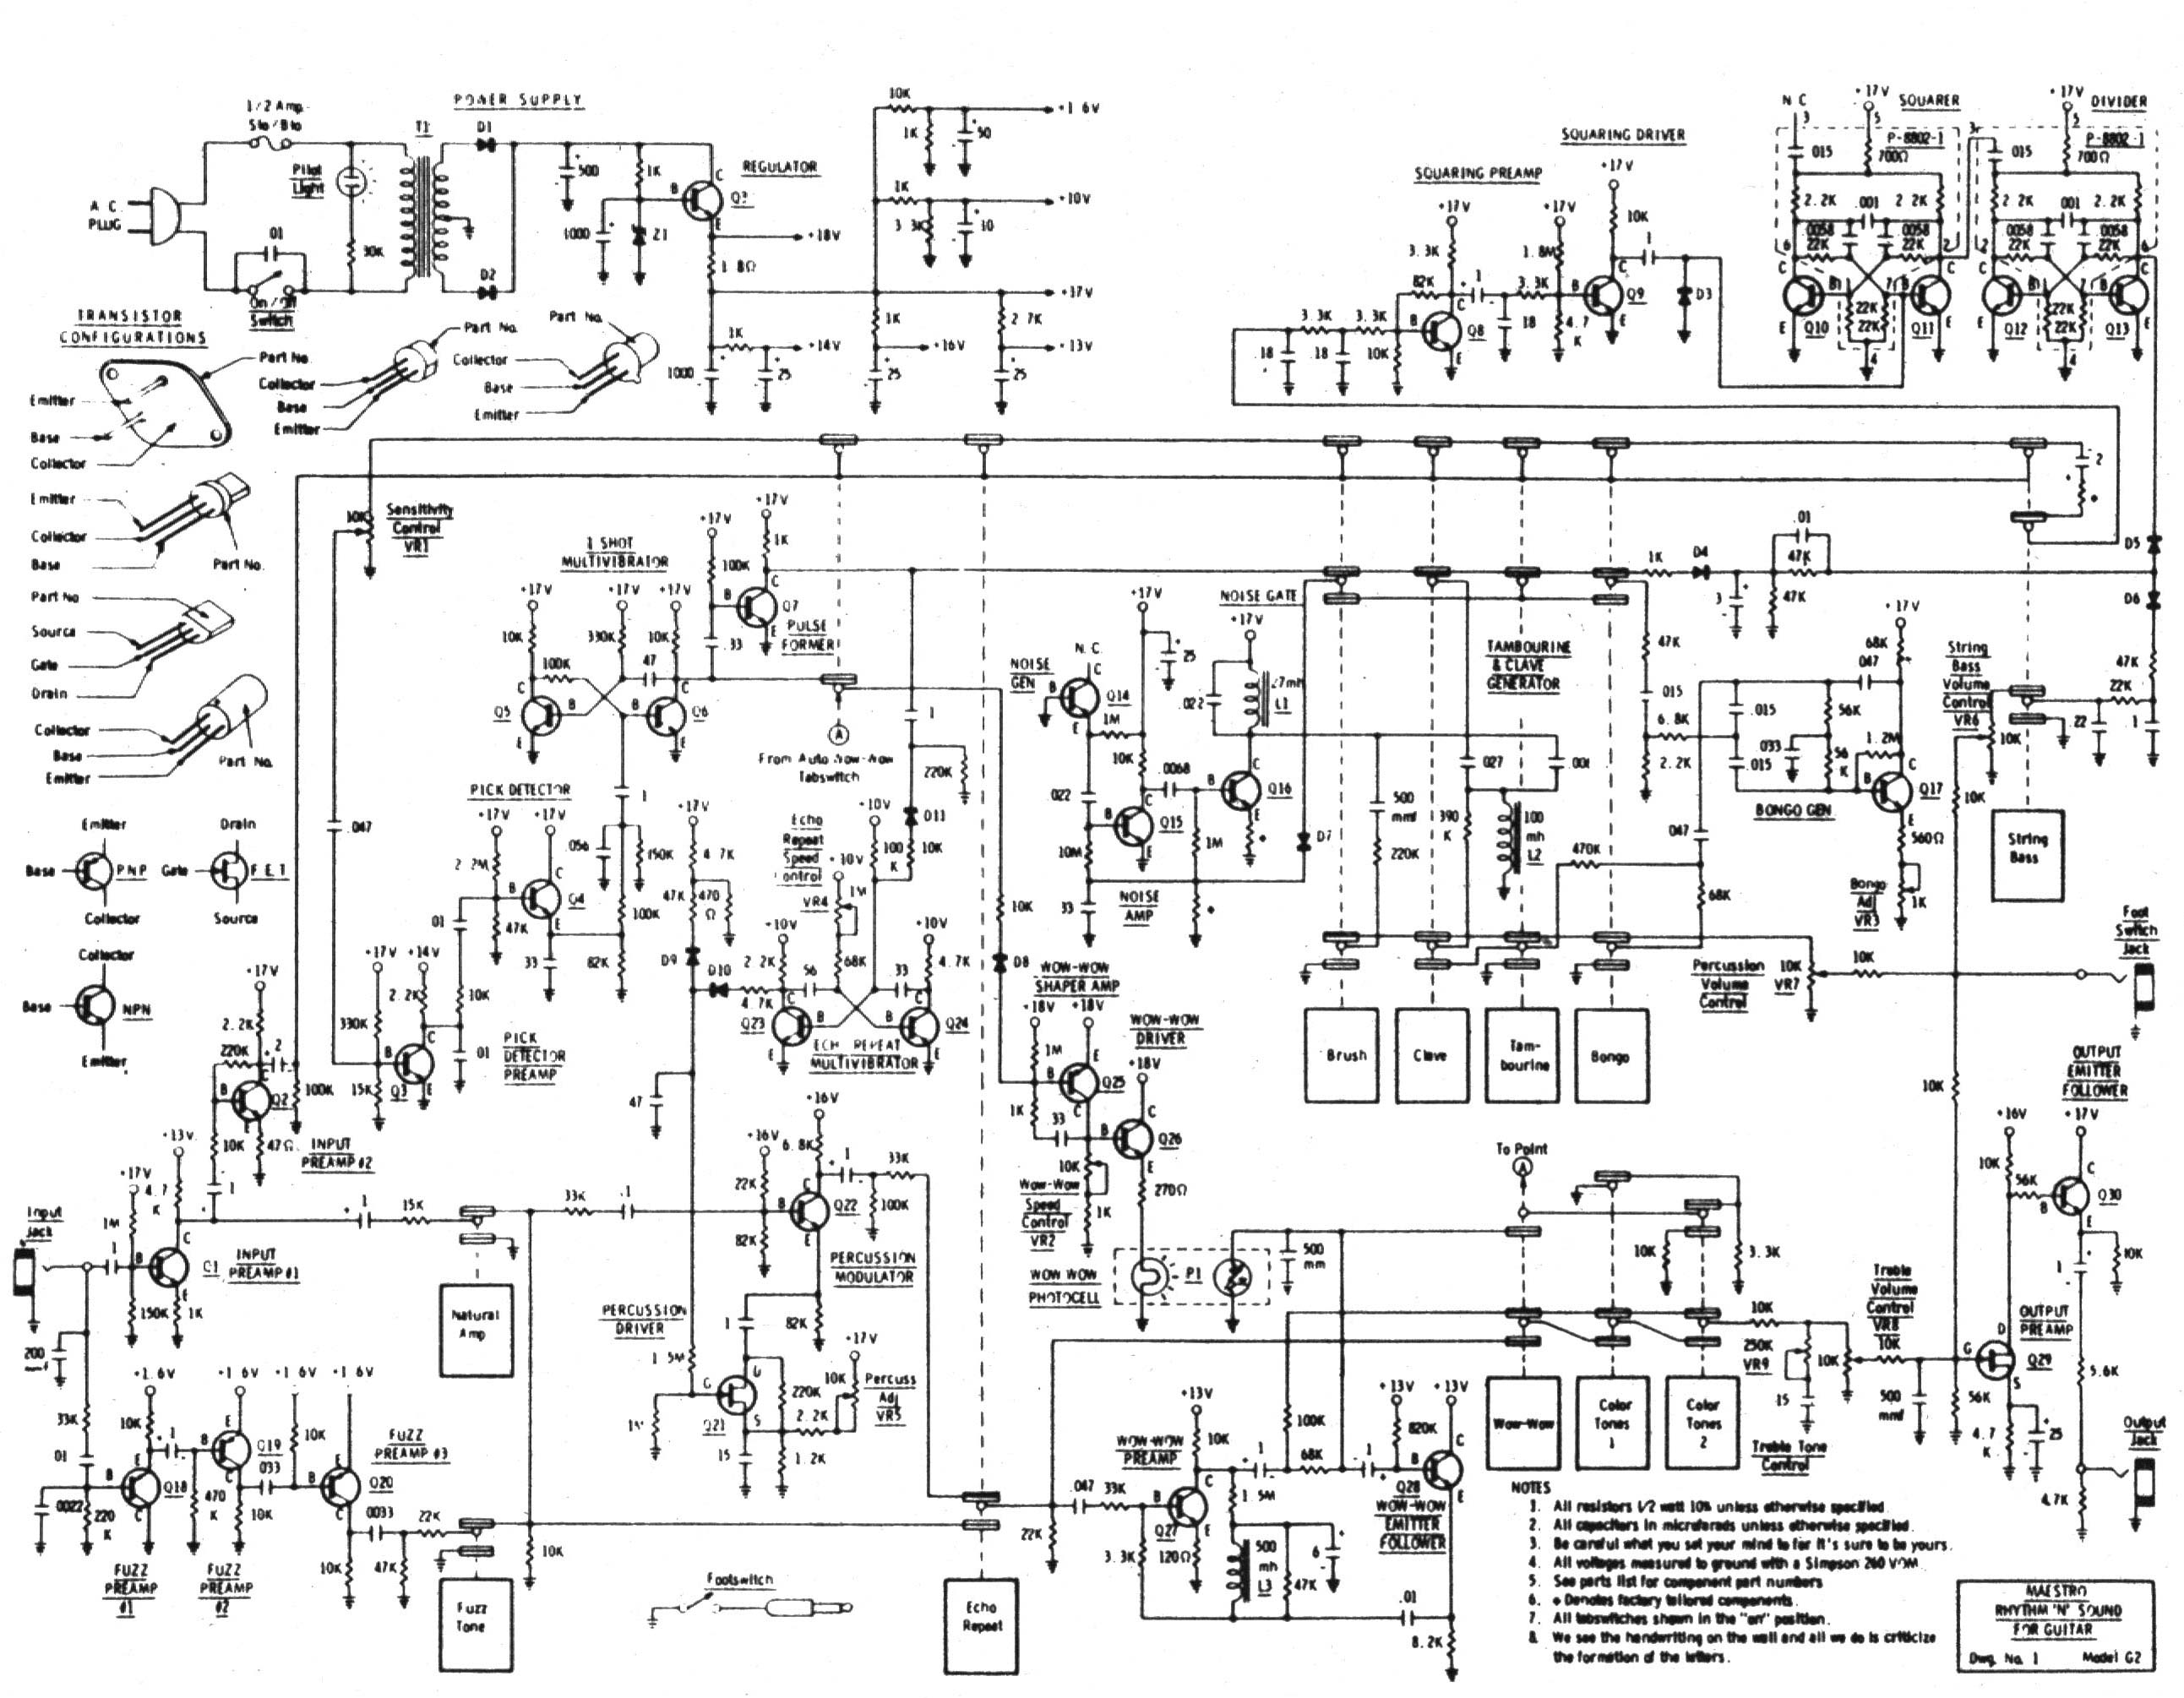 POWER SUPPLY
1/2 Amp.
Slo/Blo
Pilot
Light
A.C.
PLUG
01
On/Off
Switch
30K
T1
D1
D2
500
1K
1000
Z1
REGULATOR
B
C
E
+18V
1.8Ω
+17V
1K
+14V
1000
25
10K
1K
50
+1 6V
1K
3 3K
10
+10V
1K
+16V
25
2 7K
+13V
25
TRANSISTOR
CONFIGURATIONS
Part No.
Emitter
Base
Collector
Collector
Base
Emitter
Part No.
Collector
Base
Emitter
Part No.
Emitter
Collector
Base
Part No.
Part No
Source
Gate
Drain
Collector
Base
Emitter
Part No.
Emitter
Base
PNP
Collector
Drain
Gate
F.E.T
Source
Collector
Base
NPN
Emitter
SQUARING PREAMP
SQUARING DRIVER
SQUARER
DIVIDER
N C
3
+17V
5
P-8802-1
015
700Ω
2.2K
.001
2 2K
.0058
22K
.0058
22K
Q10
Q11
22K
22K
4
+17V
5
P-8802-1
015
700Ω
2 2K
001
2.2K
.0058
22K
.0058
22K
Q12
Q13
22K
22K
4
+17V
3.3K
82K
3.3K
3.3K
.18
.18
10K
Q8
1
3.3K
18
+17V
1.8M
4.7
K
+17V
10K
Q9
1
D3
10K
Sensitivity
Control
VR1
1 SHOT
MULTIVIBRATOR
+17V
10K
100K
330K
+17V
+17V
10K
47
Q5
Q6
+17V
100K
+17V
1K
Q7
PULSE
FORMER
.33
A
From Auto Wow-Wow
Tabswitch
1
220K
D11
10K
PICK DETECTOR
+17V
2 2M
+17V
Q4
47K
01
33
1
.056
150K
100K
82K
+17V
4 7K
47K
470
Ω
D9
D10
4.7K
Echo
Repeat
Speed
Control
VR4
+10V
1M
68K
+10V
100
K
+10V
2.2K
56
33
+10V
4.7K
Q23
Q24
ECH REPEAT
MULTIVIBRATOR
.047
+17V
330K
+14V
2.2K
10K
01
15K
Q3
PICK
DETECTOR
PREAMP
+17V
2.2K
220K
2
Q2
100K
10K
47Ω
INPUT
PREAMP #2
NOISE
GEN
N.C.
Q14
1M
022
10M
33
+17V
25
10K
Q15
NOISE
AMP
.0068
1M
NOISE GATE
+17V
.022
L1
Q16
D7
TAMBOURINE
& CLAVE
GENERATOR
500
mmf
220K
027
390
K
100
mh
L2
.001
1K
D4
.01
47K
47K
3
D5
D6
47K
22K
1
22
2
47K
015
6.8K
2.2K
.015
.015
.033
56K
56
K
047
1.2M
+17V
68K
Q17
BONGO GEN
560Ω
Bongo
Adj
VR3
1K
047
470K
68K
String
Bass
Volume
Control
VR6
10K
10K
String
Bass
Percussion
Volume
Control
10K
VR7
10K
Foot
Switch
Jack
Brush
Clave
Tam-
bourine
Bongo
10K
D8
WOW-WOW
SHAPER AMP
+18V
+18V
1M
Q25
1K
.33
10K
Wow-Wow
Speed
Control
VR2
1K
WOW-WOW
DRIVER
+18V
Q26
270Ω
WOW WOW
PHOTOCELL
P1
500
mm
To Point
A
10K
3.3K
47
+13V
4.7
K
+17V
1M
Input
Jack
1
Q1
INPUT
PREAMP #1
150K
1K
1
1
15K
200
33K
01
0022
220
K
+1.6V
10K
Q18
1
470
K
+1 6V
Q19
10K
033
+1 6V
10K
+1 6V
Q20
10K
0033
47K
22K
FUZZ
PREAMP
#1
FUZZ
PREAMP
#2
FUZZ
PREAMP #3
Natural
Amp
Fuzz
Tone
10K
33K
.1
+16V
22K
82K
+16V
6.8K
Q22
1
33K
100K
PERCUSSION
MODULATOR
82K
PERCUSSION
DRIVER
1
1 5M
Q21
15
220K
2.2K
1.2K
+17V
10K
Percuss
Adj
VR5
Footswitch
Echo
Repeat
22K
.047
33K
WOW-WOW
PREAMP
+13V
10K
Q27
3.3K
120Ω
1
1 5M
500
mh
L3
47K
6
100K
68K
1
+13V
820K
+13V
Q28
WOW-WOW
EMITTER
FOLLOWER
.01
8.2K
Wow-Wow
Color
Tones
1
Color
Tones
2
10K
250K
VR9
15
10K
Treble
Volume
Control
VR8
10K
500
mmf
Treble Tone
Control
10K
56K
OUTPUT
EMITTER
FOLLOWER
+16V
10K
56K
+17V
Q30
10K
1
OUTPUT
PREAMP
Q29
4.7
K
25
5.6K
4.7K
Output
Jack
NOTES
1. All resistors 1/2 watt 10% unless otherwise specified.
2. All capacitors in microfarads unless otherwise specified.
3. Be careful what you set your mind to for it's sure to be yours.
4. All voltages measured to ground with a Simpson 260 VOM
5. See parts list for component part numbers
6. • Denotes factory tailored components.
7. All tabswitches shown in the "on" position.
8. We see the handwriting on the wall and all we do is criticize
the formation of the letters.
MAESTRO
RHYTHM 'N' SOUND
FOR GUITAR
Dwg. No. 1 Model G2